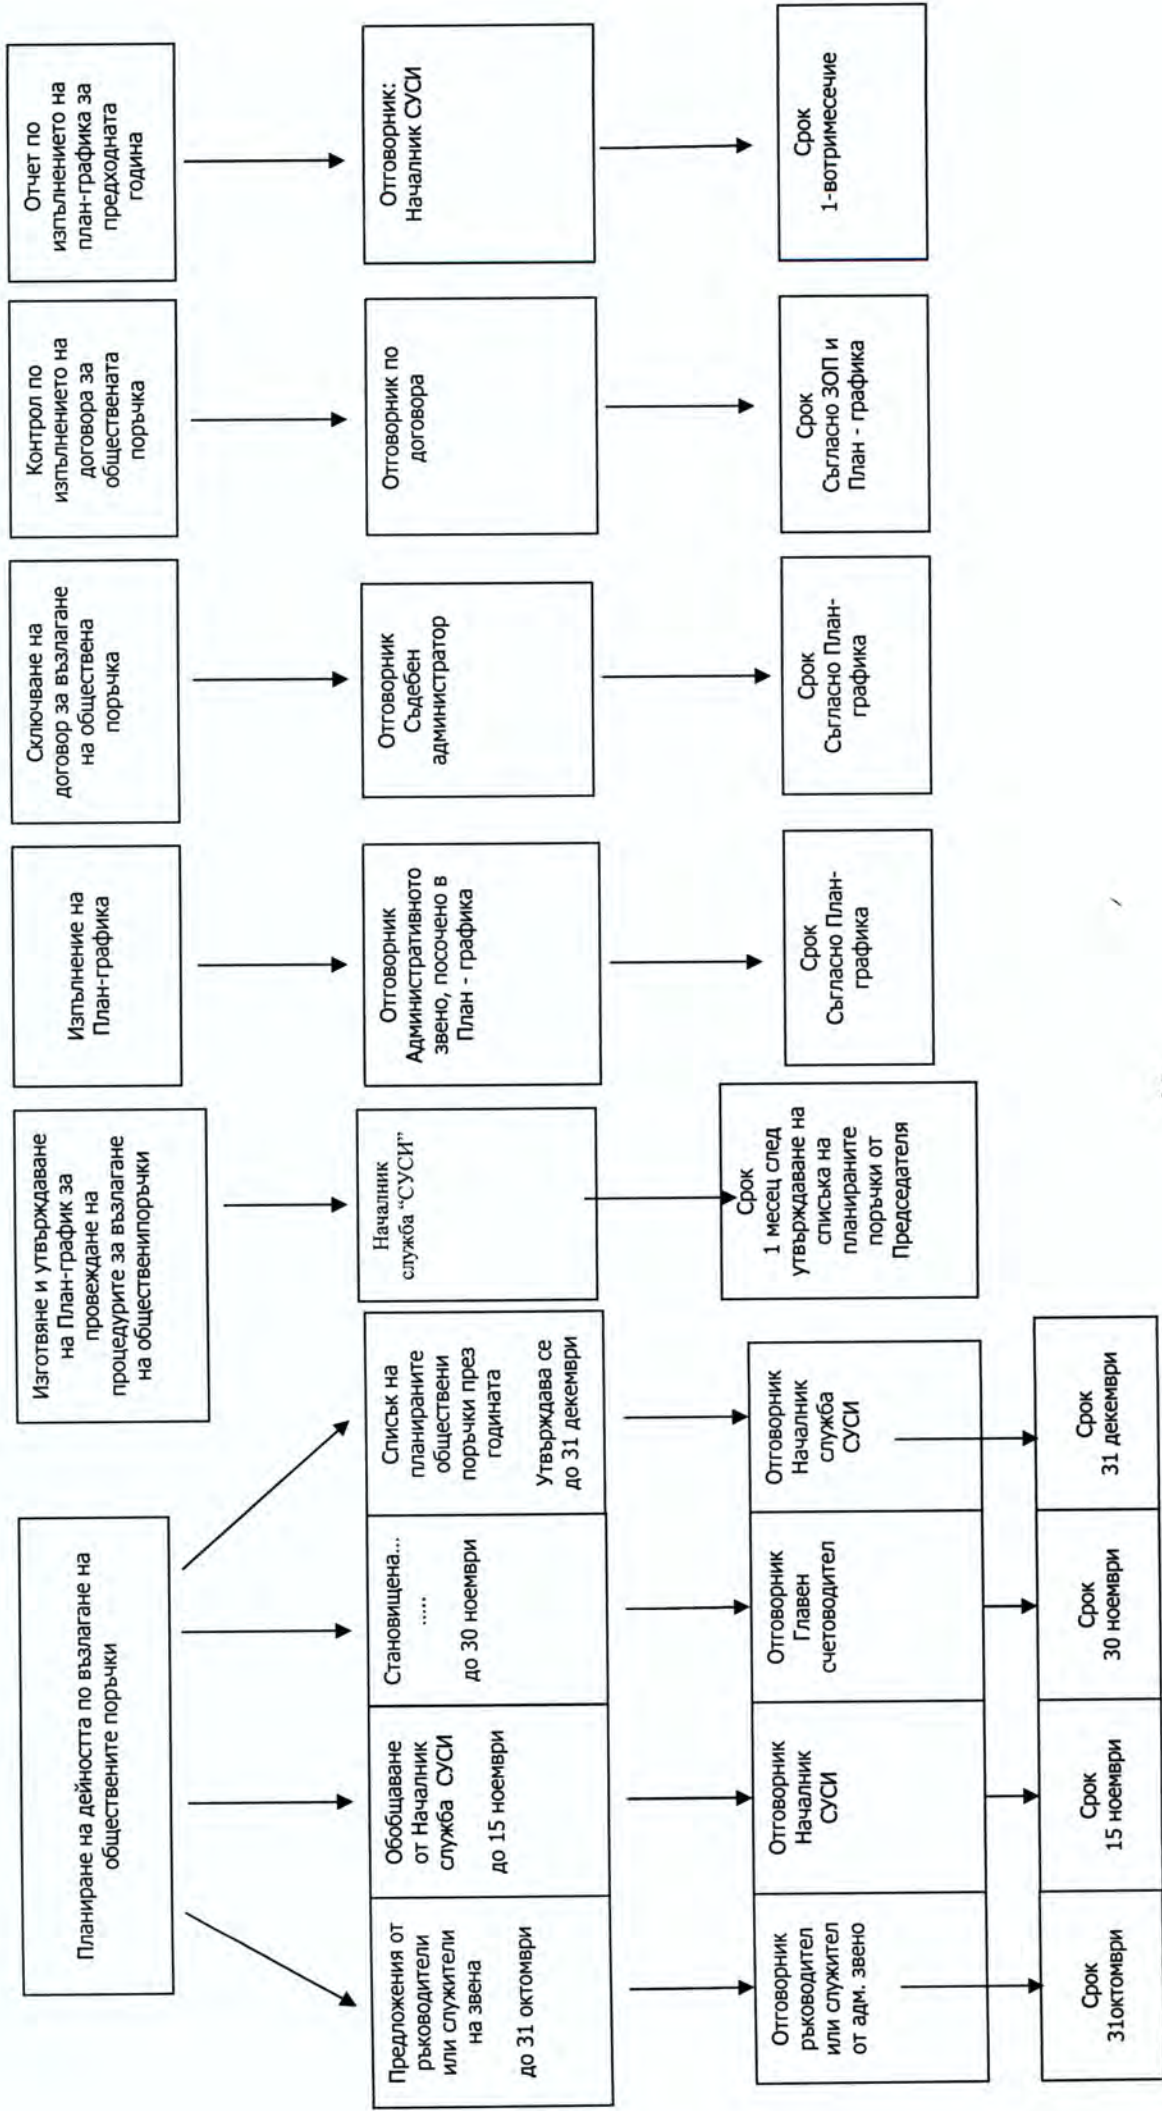 Планиране на дейността по възлагане на
обществените поръчки
Изготвяне и утвърждаване
на План-график за
провеждане на
процедурите за възлагане
на общественипоръчки
Изпълнение на
План-графика
Сключване на
договор за възлагане
на обществена
поръчка
Контрол по
изпълнението на
договора за
обществената
поръчка
Отчет по
изпълнението на
план-графика за
предходната
година
Предложения от
ръководители
или служители
на звена
до 31 октомври
Обобщаване
от Началник
служба СУСИ
до 15 ноември
Становищена...
.....
до 30 ноември
Списък на
планираните
обществени
поръчки през
годината
Утвърждава се
до 31 декември
Началник
служба “СУСИ”
Отговорник
Административното
звено, посочено в
План - графика
Отговорник
Съдебен
администратор
Отговорник по
договора
Отговорник:
Началник СУСИ
Отговорник
ръководител
или служител
от адм. звено
Отговорник
Началник
СУСИ
Отговорник
Главен
счетоводител
Отговорник
Началник
служба
СУСИ
Срок
1 месец след
утвърждаване на
списъка на
планираните
поръчки от
Председателя
Срок
Съгласно План-
графика
Срок
Съгласно План-
графика
Срок
Съгласно ЗОП и
План - графика
Срок
1-вотримесечие
Срок
31октомври
Срок
15 ноември
Срок
30 ноември
Срок
31 декември